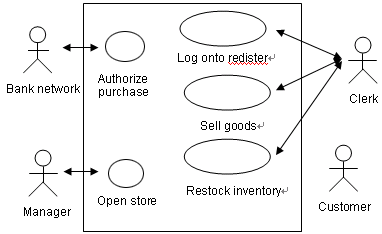 Log onto redister
Bank network
Authorize
purchase
Clerk
Sell goods
Restock inventory
Manager
Open store
Customer